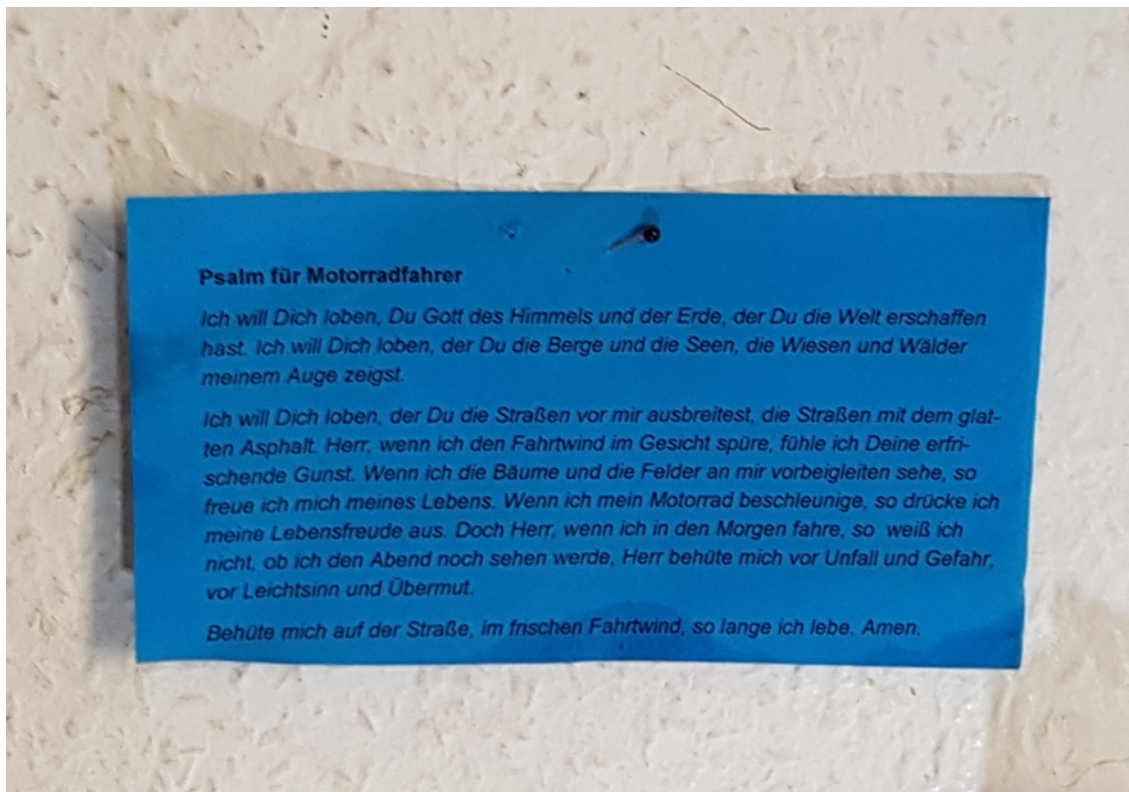 Psalm für Motorradfahrer
Ich will Dich loben, Du Gott des Himmels und der Erde, der Du die Welt erschaffen
hast. Ich will Dich loben, der Du die Berge und die Seen, die Wiesen und Wälder
meinem Auge zeigst.
Ich will Dich loben, der Du die Straßen vor mir ausbreitest, die Straßen mit dem glat-
ten Asphalt. Herr, wenn ich den Fahrtwind im Gesicht spüre, fühle ich Deine erfri-
schende Gunst. Wenn ich die Bäume und die Felder an mir vorbeigleiten sehe, so
freue ich mich meines Lebens. Wenn ich mein Motorrad beschleunige, so drücke ich
meine Lebensfreude aus. Doch Herr, wenn ich in den Morgen fahre, so weiß ich
nicht, ob ich den Abend noch sehen werde, Herr behüte mich vor Unfall und Gefahr,
vor Leichtsinn und Übermut.
Behüte mich auf der Straße, im frischen Fahrtwind, so lange ich lebe. Amen.